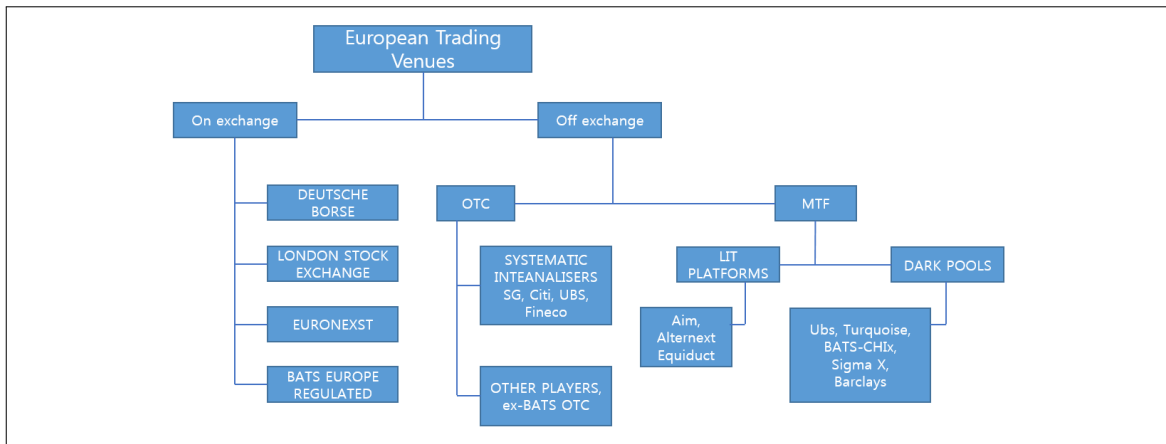 European Trading
Venues
On exchange
Off exchange
DEUTSCHE
BORSE
LONDON STOCK
EXCHANGE
EURONEXST
BATS EUROPE
REGULATED
OTC
MTF
SYSTEMATIC
INTEANALISERS
SG, Citi, UBS,
Fineco
OTHER PLAYERS,
ex-BATS OTC
LIT
PLATFORMS
DARK POOLS
Aim,
Alternext
Equiduct
Ubs, Turquoise,
BATS-CHIx,
Sigma X,
Barclays